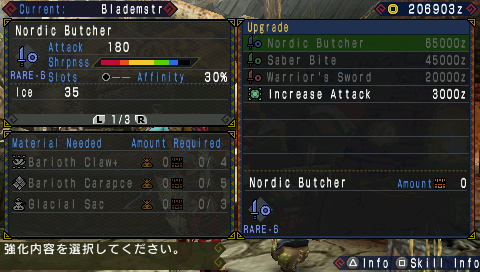 Current: Blademstr
206903z
Nordic Butcher
Attack 180
Shrpnss
RARE-6 Slots --- Affinity 30%
Ice 35
L 1/3 R
Material Needed Amount Required
Barioth Claw+ 0 0/ 4
Barioth Carapce 0 0/ 5
Glacial Sac 0 0/ 3
Upgrade
Nordic Butcher 65000z
Saber Bite 45000z
Warrior's Sword 20000z
Increase Attack 3000z
Nordic Butcher Amount 0
RARE-6
強化内容を選択してください。
Info Skill Info